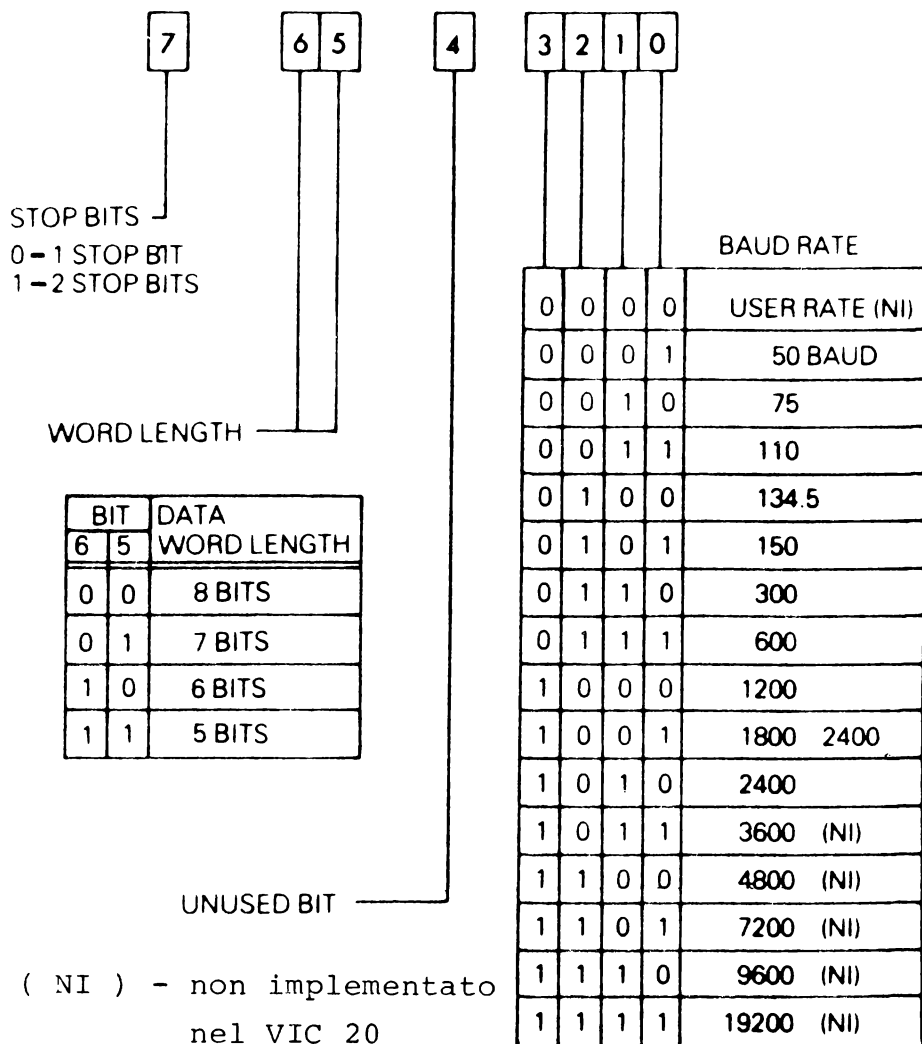 7 6 5 4 3 2 1 0
STOP BITS
0-1 STOP BIT
1-2 STOP BITS
WORD LENGTH
BIT DATA
6 5 WORD LENGTH
0 0 8 BITS
0 1 7 BITS
1 0 6 BITS
1 1 5 BITS
UNUSED BIT
( NI ) - non implementato
nel VIC 20
BAUD RATE
0 0 0 0 USER RATE (NI)
0 0 0 1 50 BAUD
0 0 1 0 75
0 0 1 1 110
0 1 0 0 134.5
0 1 0 1 150
0 1 1 0 300
0 1 1 1 600
1 0 0 0 1200
1 0 0 1 1800 2400
1 0 1 0 2400
1 0 1 1 3600 (NI)
1 1 0 0 4800 (NI)
1 1 0 1 7200 (NI)
1 1 1 0 9600 (NI)
1 1 1 1 19200 (NI)